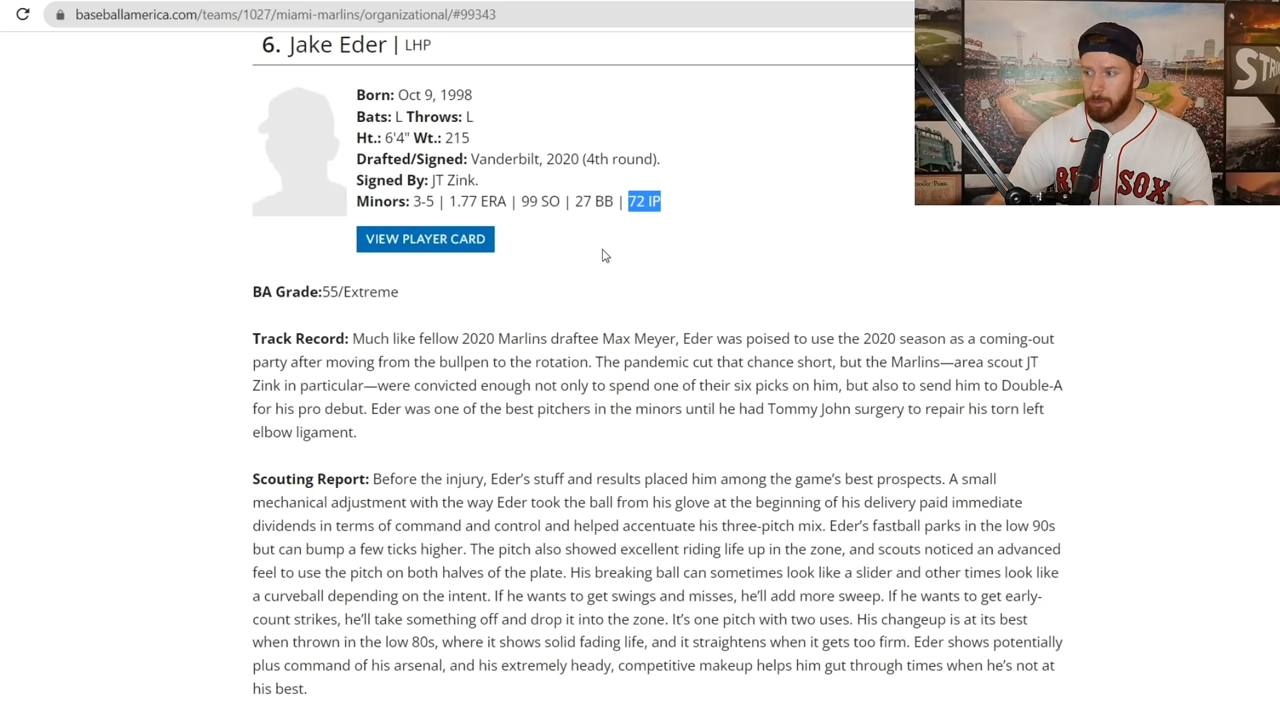 baseballamerica.com/teams/1027/miami-marlins/organizational/#99343
6. Jake Eder | LHP
Born: Oct 9, 1998
Bats: L Throws: L
Ht.: 6'4" Wt.: 215
Drafted/Signed: Vanderbilt, 2020 (4th round).
Signed By: JT Zink.
Minors: 3-5 | 1.77 ERA | 99 SO | 27 BB | 72 IP
VIEW PLAYER CARD
BA Grade:55/Extreme
Track Record: Much like fellow 2020 Marlins draftee Max Meyer, Eder was poised to use the 2020 season as a coming-out
party after moving from the bullpen to the rotation. The pandemic cut that chance short, but the Marlins—area scout JT
Zink in particular—were convicted enough not only to spend one of their six picks on him, but also to send him to Double-A
for his pro debut. Eder was one of the best pitchers in the minors until he had Tommy John surgery to repair his torn left
elbow ligament.
Scouting Report: Before the injury, Eder’s stuff and results placed him among the game’s best prospects. A small
mechanical adjustment with the way Eder took the ball from his glove at the beginning of his delivery paid immediate
dividends in terms of command and control and helped accentuate his three-pitch mix. Eder’s fastball parks in the low 90s
but can bump a few ticks higher. The pitch also showed excellent riding life up in the zone, and scouts noticed an advanced
feel to use the pitch on both halves of the plate. His breaking ball can sometimes look like a slider and other times look like
a curveball depending on the intent. If he wants to get swings and misses, he’ll add more sweep. If he wants to get early-
count strikes, he’ll take something off and drop it into the zone. It’s one pitch with two uses. His changeup is at its best
when thrown in the low 80s, where it shows solid fading life, and it straightens when it gets too firm. Eder shows potentially
plus command of his arsenal, and his extremely heady, competitive makeup helps him gut through times when he’s not at
his best.